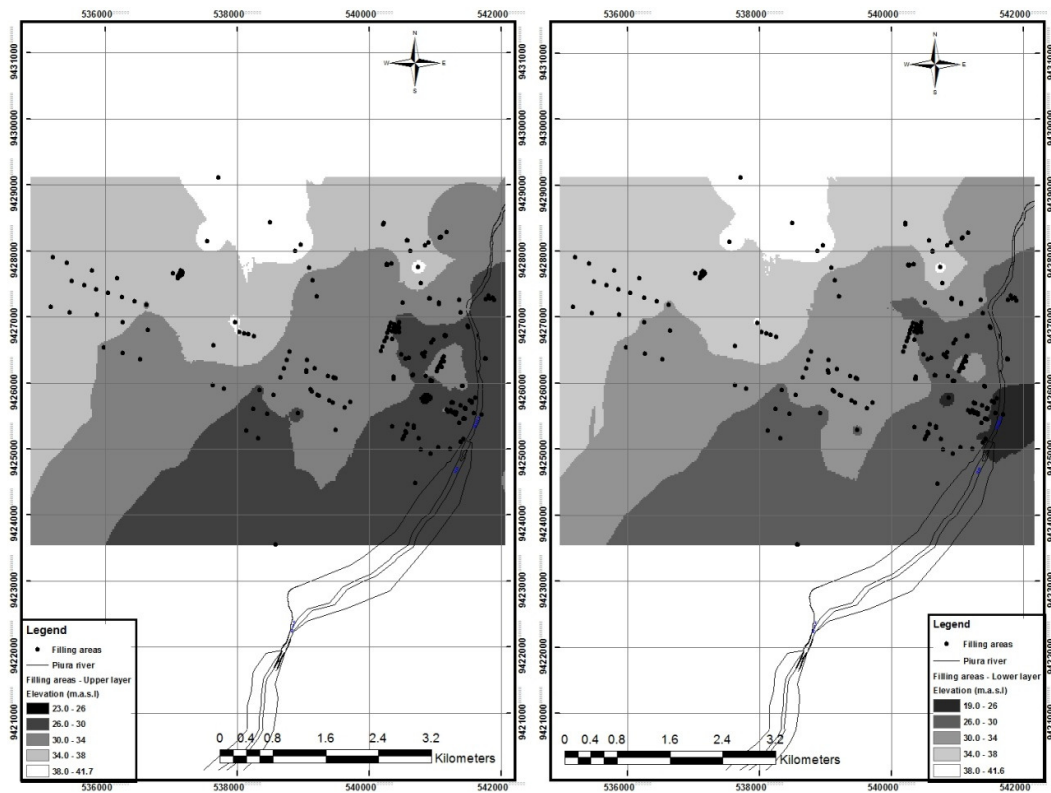 536000 538000 540000 542000
536000 538000 540000 542000
9431000
9430000
9429000
9428000
9427000
9426000
9425000
9424000
9423000
9422000
9421000
9431000
9430000
9429000
9428000
9427000
9426000
9425000
9424000
9423000
9422000
9421000
N
W E
S
N
W E
S
Legend
Filling areas
Piura river
Filling areas - Upper layer
Elevation (m.a.s.l)
23.0 - 26
26.0 - 30
30.0 - 34
34.0 - 38
38.0 - 41.7
0 0.4 0.8 1.6 2.4 3.2
Kilometers
0 0.4 0.8 1.6 2.4 3.2
Kilometers
Legend
Filling areas
Piura river
Filling areas - Lower layer
Elevation (m.a.s.l)
19.0 - 26
26.0 - 30
30.0 - 34
34.0 - 38
38.0 - 41.6
536000 538000 540000 542000
536000 538000 540000 542000